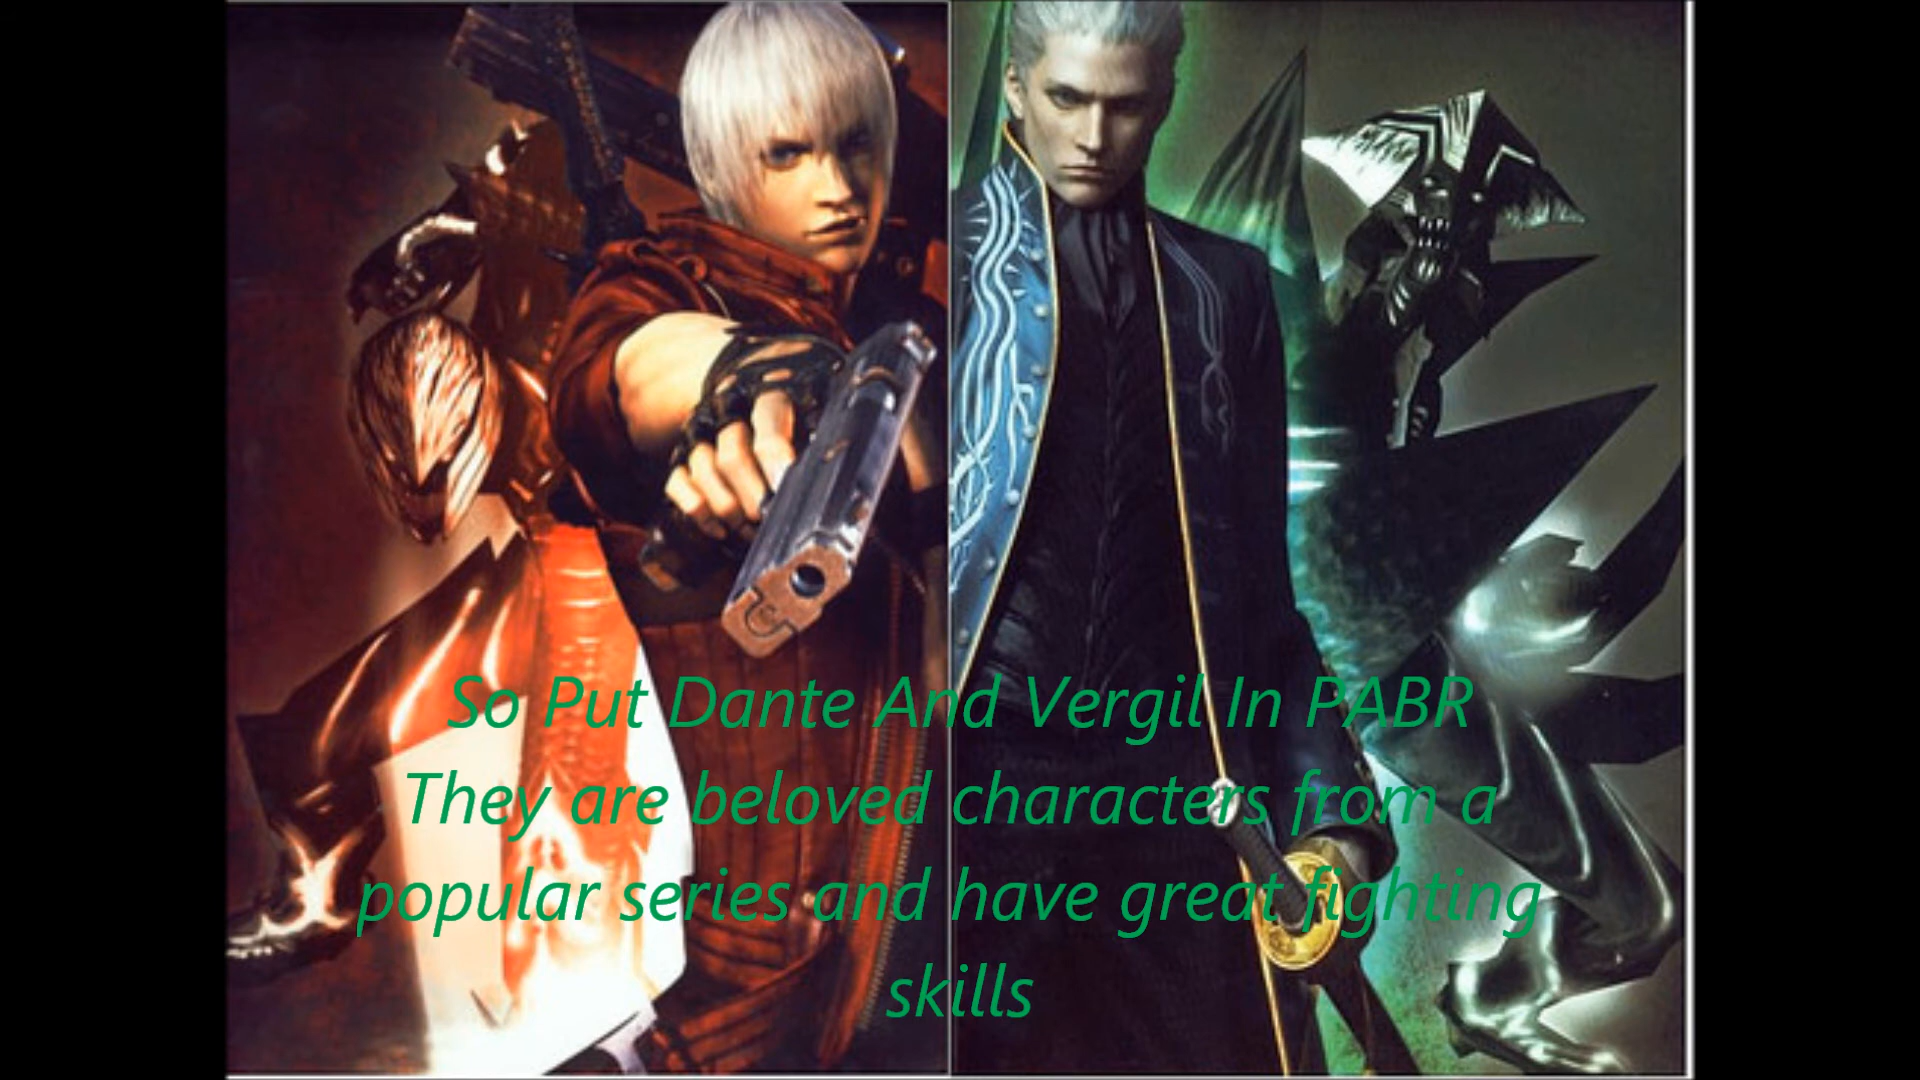 So Put Dante And Vergil In PABR
They are beloved characters from a
popular series and have great fighting
skills